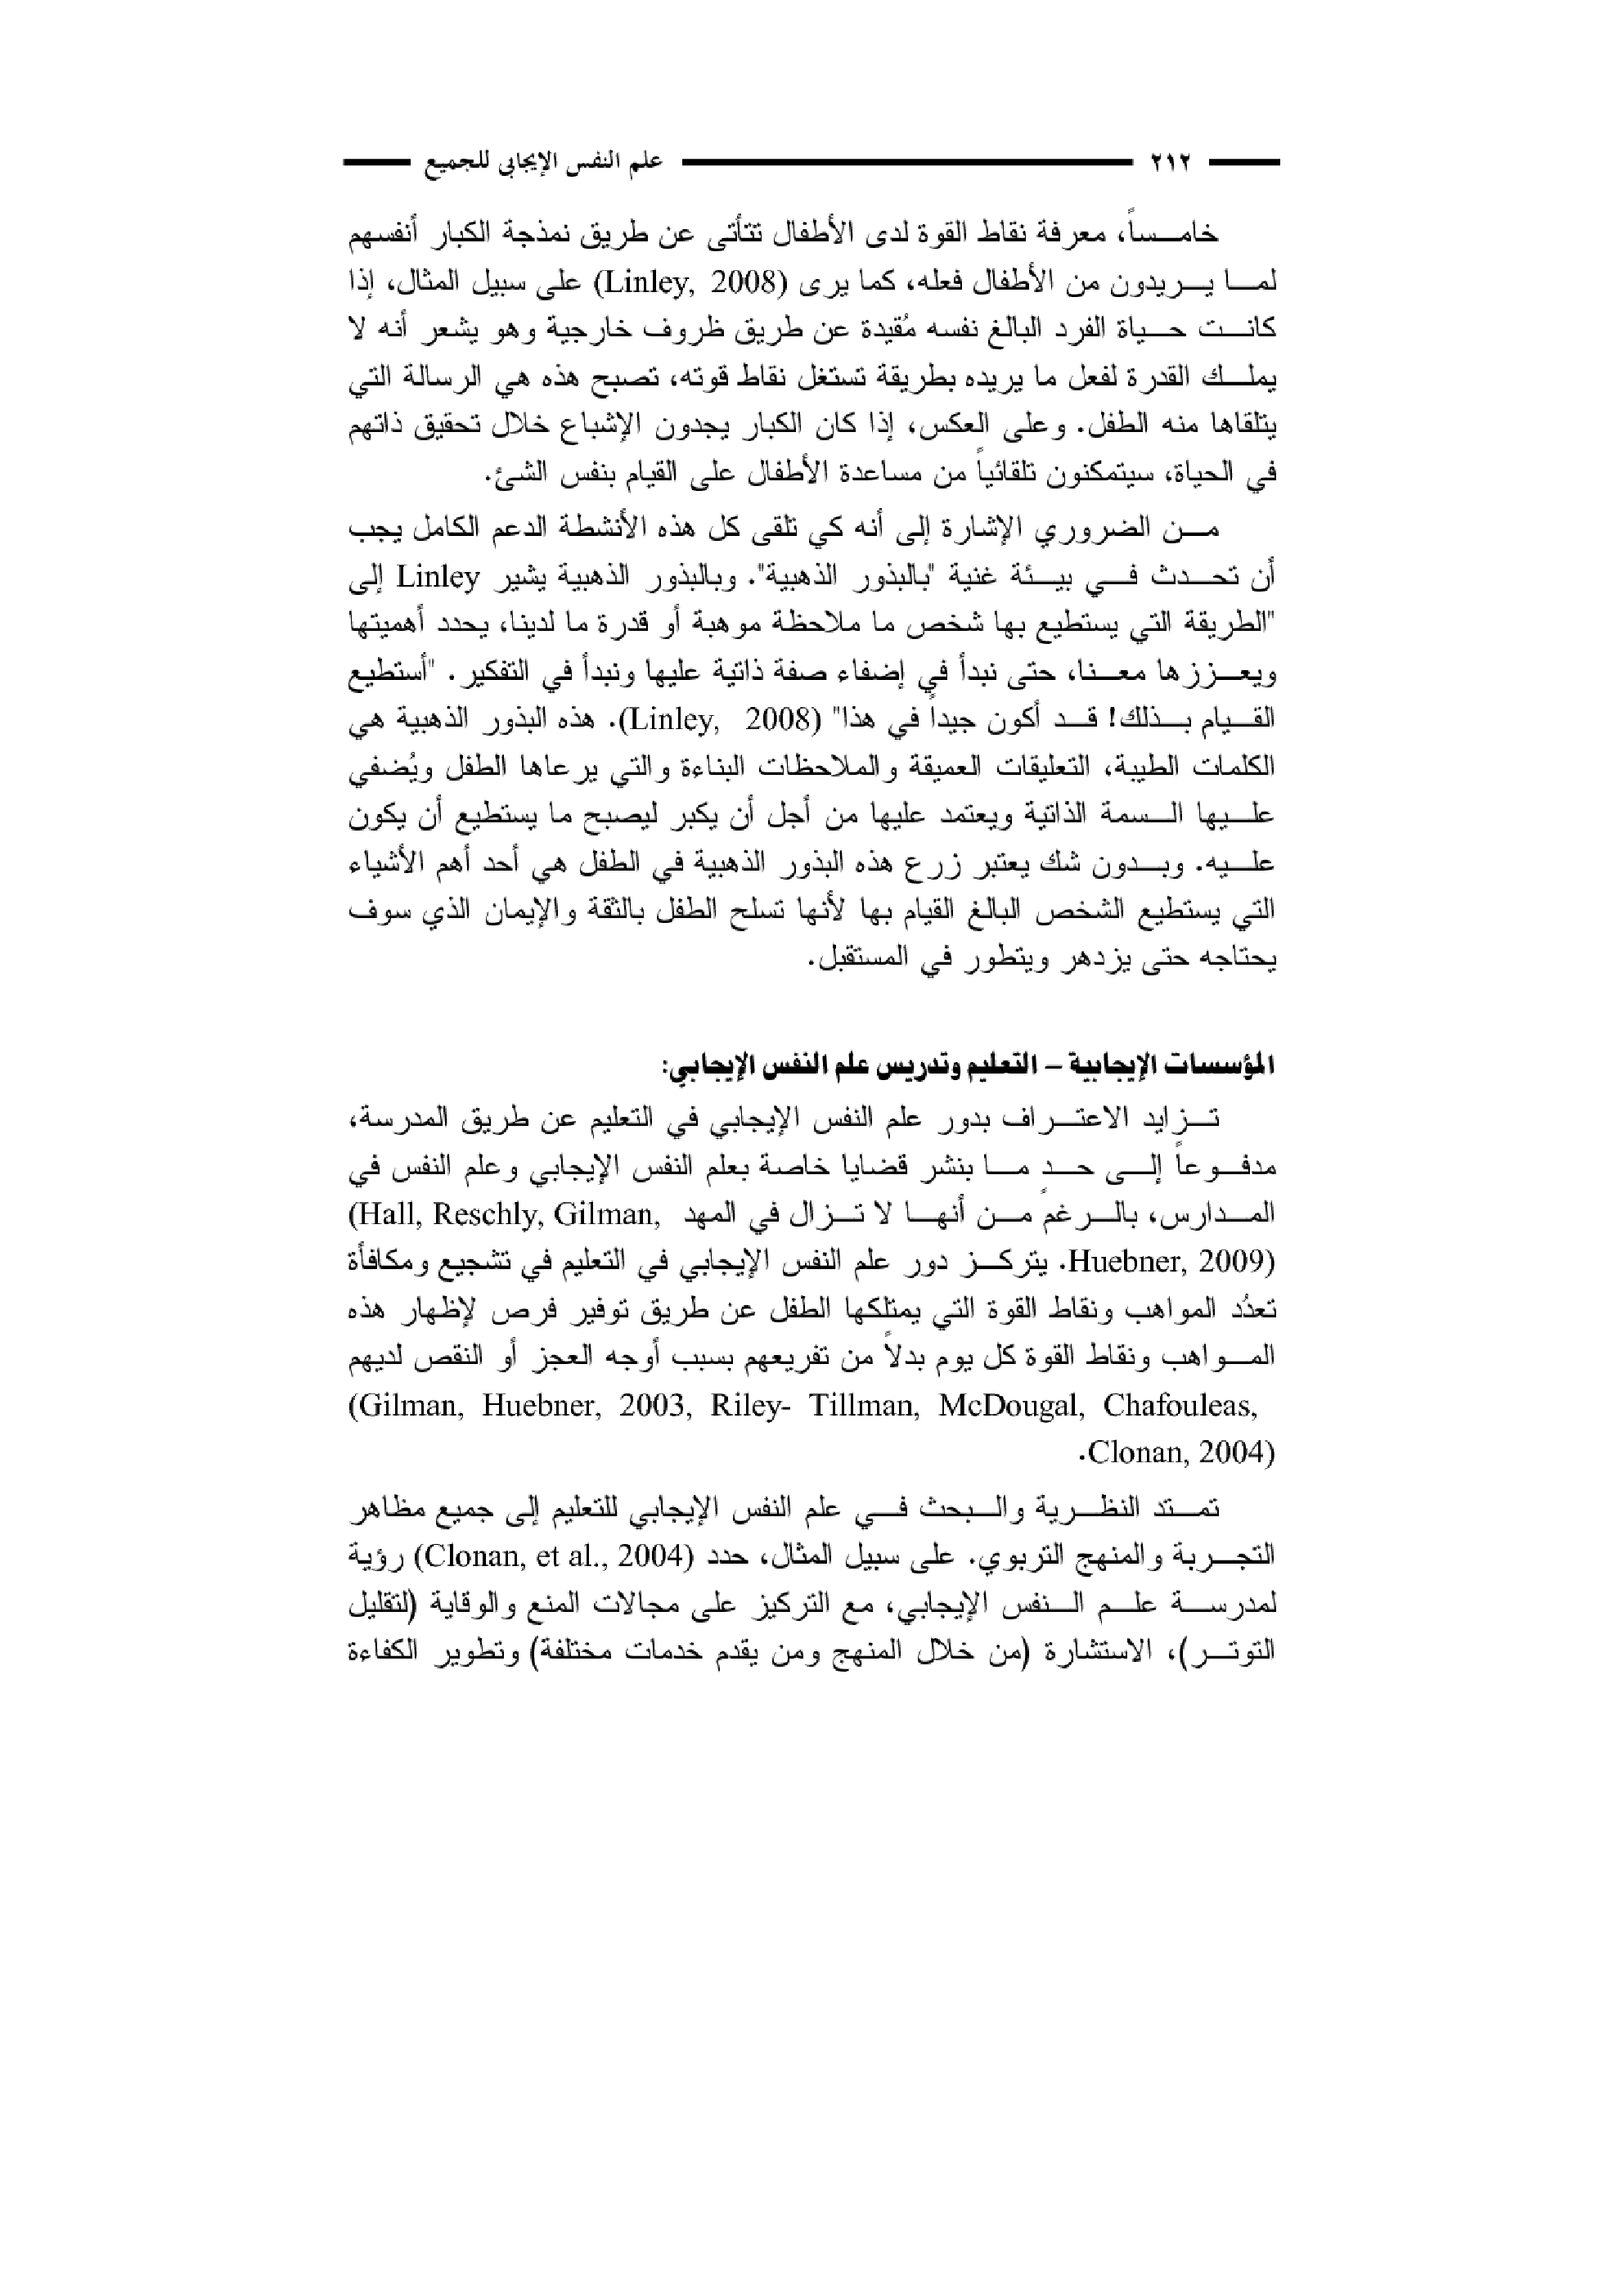 ٢١٢ علم النفس الإيجابي للجميع
خامساً، معرفة نقاط القوة لدى الأطفال تتأتى عن طريق نمذجة الكبار أنفسهم
لما يريدون من الأطفال فعله، كما يرى (Linley, 2008) على سبيل المثال، إذا
كانت حياة الفرد البالغ نفسه مُقيدة عن طريق ظروف خارجية وهو يشعر أنه لا
يملك القدرة لفعل ما يريده بطريقة تستغل نقاط قوته، تصبح هذه هي الرسالة التي
يتلقاها منه الطفل. وعلى العكس، إذا كان الكبار يجدون الإشباع خلال تحقيق ذاتهم
في الحياة، سيتمكنون تلقائياً من مساعدة الأطفال على القيام بنفس الشئ.
من الضروري الإشارة إلى أنه كي تلقى كل هذه الأنشطة الدعم الكامل يجب
أن تحدث في بيئة غنية "بالبذور الذهبية". وبالبذور الذهبية يشير Linley إلى
"الطريقة التي يستطيع بها شخص ما ملاحظة موهبة أو قدرة ما لدينا، يحدد أهميتها
ويعززها معنا، حتى نبدأ في إضفاء صفة ذاتية عليها ونبدأ في التفكير. "أستطيع
القيام بذلك! قد أكون جيداً في هذا" (Linley, 2008). هذه البذور الذهبية هي
الكلمات الطيبة، التعليقات العميقة والملاحظات البناءة والتي يرعاها الطفل ويُضفي
عليها السمة الذاتية ويعتمد عليها من أجل أن يكبر ليصبح ما يستطيع أن يكون
عليه. وبدون شك يعتبر زرع هذه البذور الذهبية في الطفل هي أحد أهم الأشياء
التي يستطيع الشخص البالغ القيام بها لأنها تسلح الطفل بالثقة والإيمان الذي سوف
يحتاجه حتى يزدهر ويتطور في المستقبل.
المؤسسات الإيجابية – التعليم وتدريس علم النفس الإيجابي:
تزايد الاعتراف بدور علم النفس الإيجابي في التعليم عن طريق المدرسة،
مدفوعاً إلى حدٍ ما بنشر قضايا خاصة بعلم النفس الإيجابي وعلم النفس في
المدارس، بالرغم من أنها لا تزال في المهد (Hall, Reschly, Gilman,
Huebner, 2009). يتركز دور علم النفس الإيجابي في التعليم في تشجيع ومكافأة
تعدُد المواهب ونقاط القوة التي يمتلكها الطفل عن طريق توفير فرص لإظهار هذه
المواهب ونقاط القوة كل يوم بدلاً من تفريعهم بسبب أوجه العجز أو النقص لديهم
(Gilman, Huebner, 2003, Riley- Tillman, McDougal, Chafouleas,
Clonan, 2004).
تمتد النظرية والبحث في علم النفس الإيجابي للتعليم إلى جميع مظاهر
التجربة والمنهج التربوي. على سبيل المثال، حدد (Clonan, et al., 2004) رؤية
لمدرسة علم النفس الإيجابي، مع التركيز على مجالات المنع والوقاية (لتقليل
التوتر)، الاستشارة (من خلال المنهج ومن يقدم خدمات مختلفة) وتطوير الكفاءة